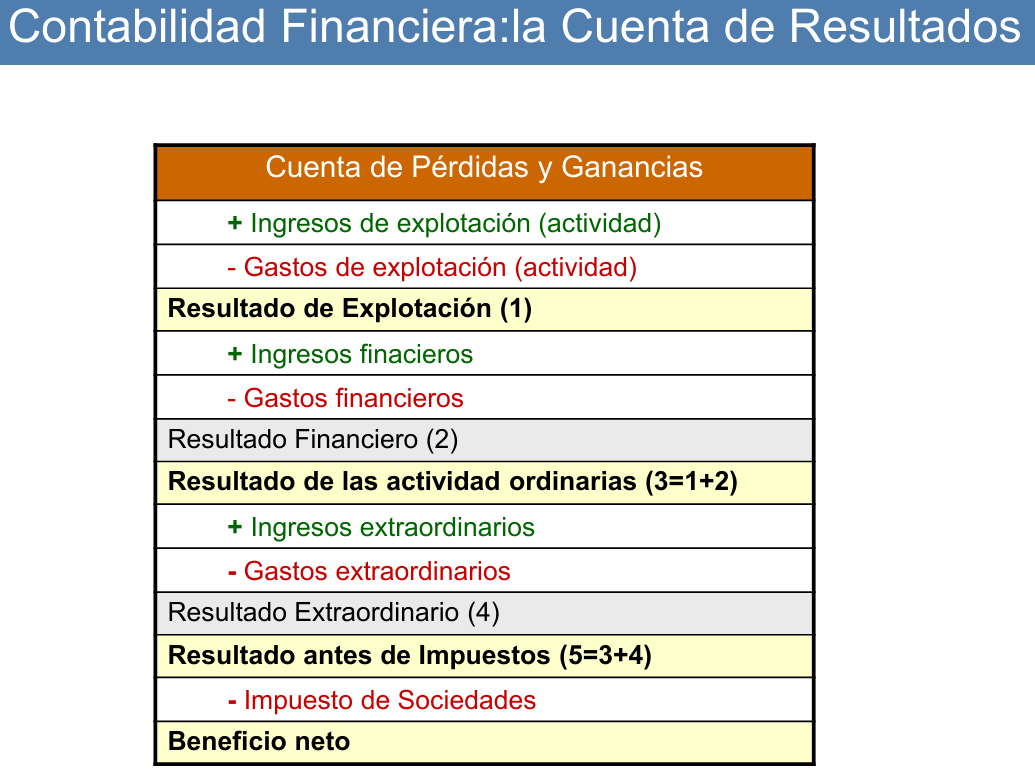 Contabilidad Financiera:la Cuenta de Resultados
Cuenta de Pérdidas y Ganancias
+ Ingresos de explotación (actividad)
- Gastos de explotación (actividad)
Resultado de Explotación (1)
+ Ingresos finacieros
- Gastos financieros
Resultado Financiero (2)
Resultado de las actividad ordinarias (3=1+2)
+ Ingresos extraordinarios
- Gastos extraordinarios
Resultado Extraordinario (4)
Resultado antes de Impuestos (5=3+4)
- Impuesto de Sociedades
Beneficio neto